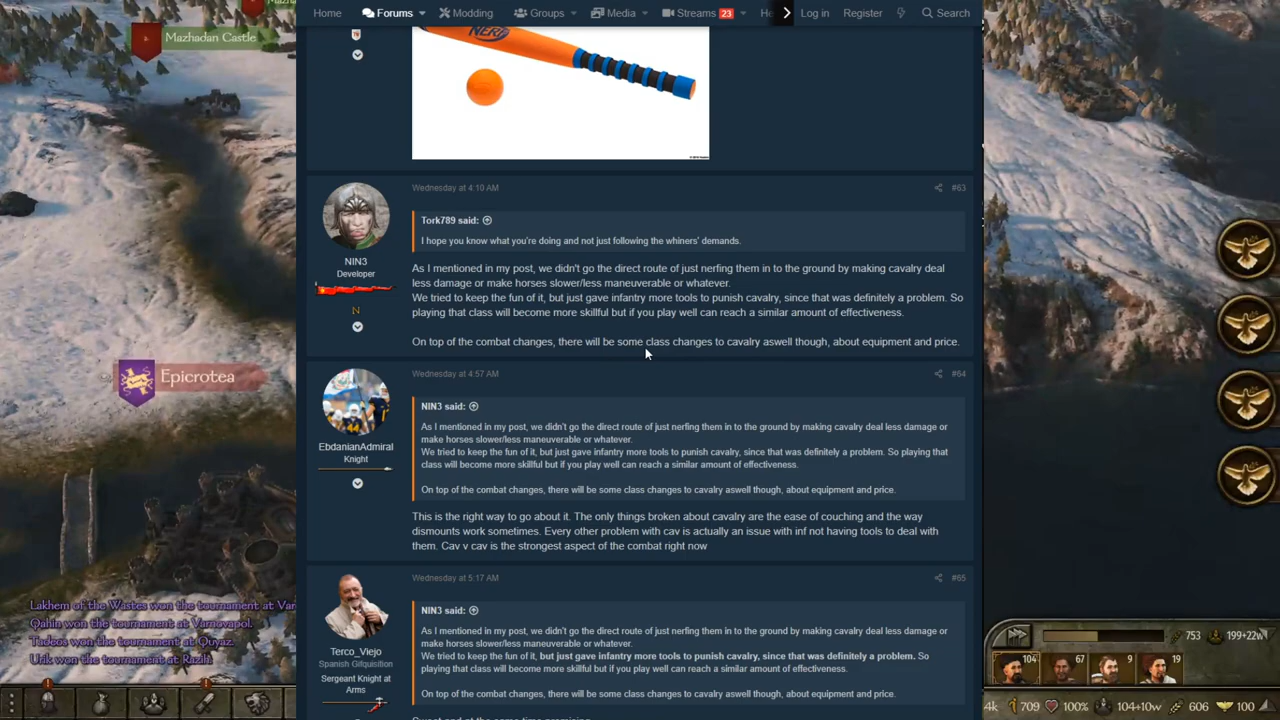 Home Forums Modding Groups Media Streams 23 He Log in Register Search
Mazhadan Castle
NERF
Wednesday at 4:10 AM #63
Tork789 said:
I hope you know what you're doing and not just following the whiners' demands.
NIN3
Developer
N
As I mentioned in my post, we didn't go the direct route of just nerfing them in to the ground by making cavalry deal
less damage or make horses slower/less maneuverable or whatever.
We tried to keep the fun of it, but just gave infantry more tools to punish cavalry, since that was definitely a problem. So
playing that class will become more skillful but if you play well can reach a similar amount of effectiveness.
On top of the combat changes, there will be some class changes to cavalry aswell though, about equipment and price.
Epicrotea
Wednesday at 4:57 AM #64
EbdanianAdmiral
Knight
NIN3 said:
As I mentioned in my post, we didn't go the direct route of just nerfing them in to the ground by making cavalry deal less damage or
make horses slower/less maneuverable or whatever.
We tried to keep the fun of it, but just gave infantry more tools to punish cavalry, since that was definitely a problem. So playing that
class will become more skillful but if you play well can reach a similar amount of effectiveness.
On top of the combat changes, there will be some class changes to cavalry aswell though, about equipment and price.
This is the right way to go about it. The only things broken about cavalry are the ease of couching and the way
dismounts work sometimes. Every other problem with cav is actually an issue with inf not having tools to deal with
them. Cav v cav is the strongest aspect of the combat right now
Wednesday at 5:17 AM #65
Terco_Viejo
Spanish Gifquisition
Sergeant Knight at
Arms
NIN3 said:
As I mentioned in my post, we didn't go the direct route of just nerfing them in to the ground by making cavalry deal less damage or
make horses slower/less maneuverable or whatever.
We tried to keep the fun of it, but just gave infantry more tools to punish cavalry, since that was definitely a problem. So
playing that class will become more skillful but if you play well can reach a similar amount of effectiveness.
On top of the combat changes, there will be some class changes to cavalry aswell though, about equipment and price.
Sweet and at the same time promising
Lakhem of the Wastes won the tournament at Var
Qahin won the tournament at Varnovapol.
Tadeos won the tournament at Quyaz.
Urik won the tournament at
753 199+22w
104 67 9 19
4k 709 100% 104+10w 606 100